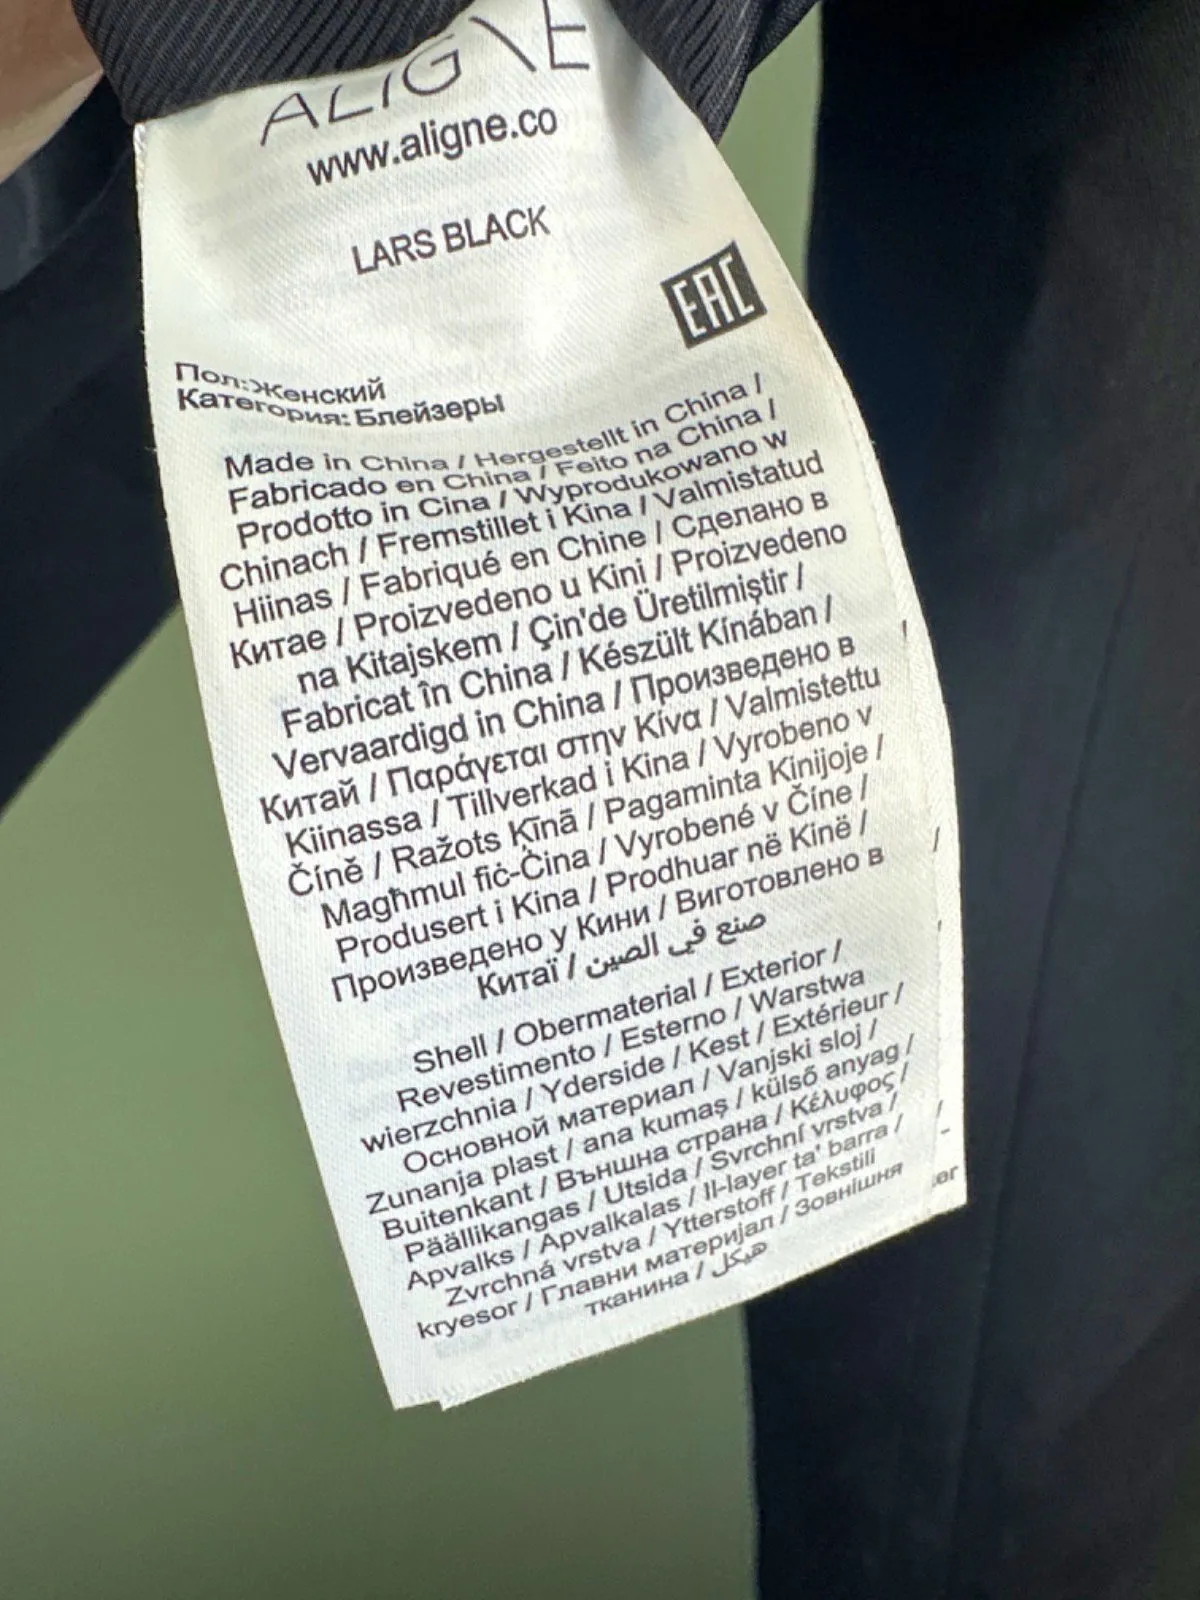 ALIGNE
www.aligne.co
LARS BLACK
EAC
Пол:Женский
Категория: Блейзеры
Made in China / Hergestellt in China /
Fabricado en China / Feito na China /
Prodotto in Cina / Wyprodukowano w
Chinach / Fremstillet i Kina / Valmistatud
Hiinas / Fabriqué en Chine / Сделано в
Китае / Proizvedeno u Kini / Proizvedeno
na Kitajskem / Çin'de Üretilmiştir /
Fabricat în China / Készült Kínában /
Vervaardigd in China / Произведено в
Китай / Παράγεται στην Κίνα / Valmistettu
Kiinassa / Tillverkad i Kina / Vyrobeno v
Číně / Ražots Ķīnā / Pagaminta Kinijoje /
Magħmul fiċ-Ċina / Vyrobené v Číne /
Produsert i Kina / Prodhuar në Kinë /
Произведено у Кини / Виготовлено в
Китаї / صنع في الصين
Shell / Obermaterial / Exterior /
Revestimento / Esterno / Warstwa
wierzchnia / Yderside / Kest / Extérieur /
Основной материал / Vanjski sloj /
Zunanja plast / ana kumaş / külső anyag /
Buitenkant / Външна страна / Κέλυφος /
Päällikangas / Utsida / Svrchní vrstva /
Apvalks / Apvalkalas / Il-layer ta' barra /
Zvrchná vrstva / Ytterstoff / Tekstili
kryesor / Главни материјал / Зовнішня
тканина / هيكل